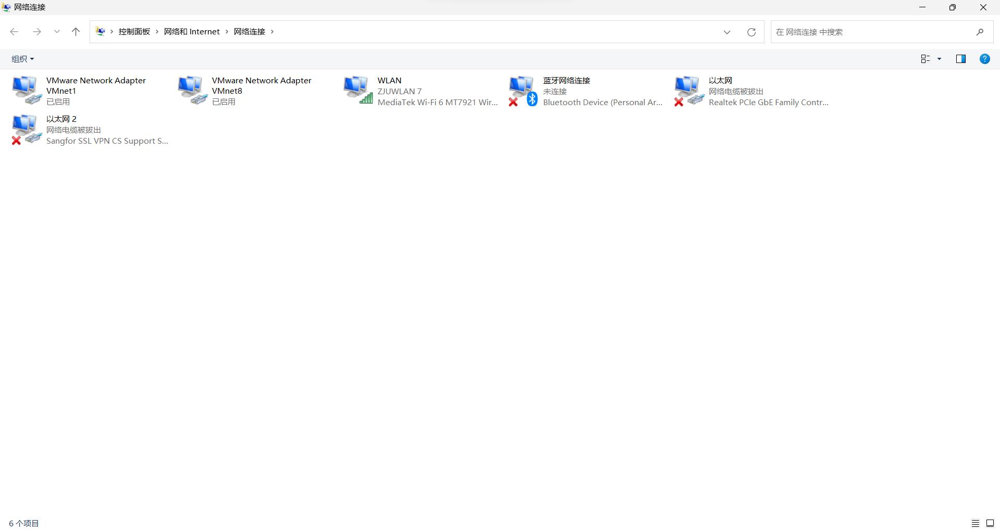 网络连接
控制面板 > 网络和 Internet > 网络连接 >
在 网络连接 中搜索
组织
VMware Network Adapter
VMnet1
已启用
VMware Network Adapter
VMnet8
已启用
WLAN
ZJUWLAN 7
MediaTek Wi-Fi 6 MT7921 Wir...
蓝牙网络连接
未连接
Bluetooth Device (Personal Ar...
以太网
网络电缆被拔出
Realtek PCIe GbE Family Contr...
以太网 2
网络电缆被拔出
Sangfor SSL VPN CS Support S...
6 个项目